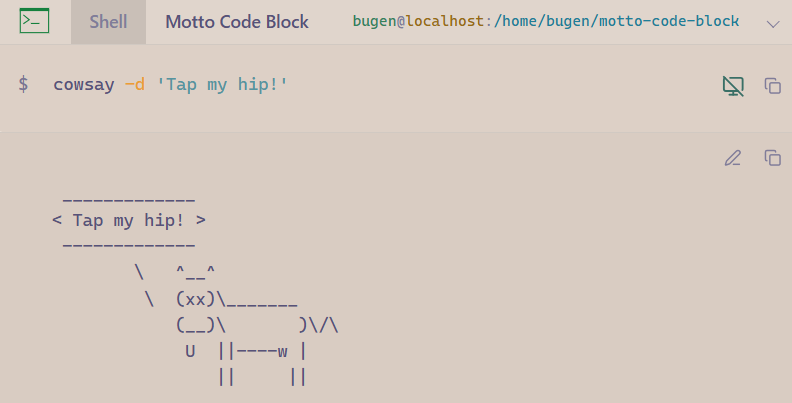 >_ Shell Motto Code Block bugen@localhost:/home/bugen/motto-code-block
$ cowsay -d 'Tap my hip!'
 _____________
< Tap my hip! >
 -------------
        \   ^__^
         \  (xx)\_______
            (__)\       )\/\
             U  ||----w |
                ||     ||